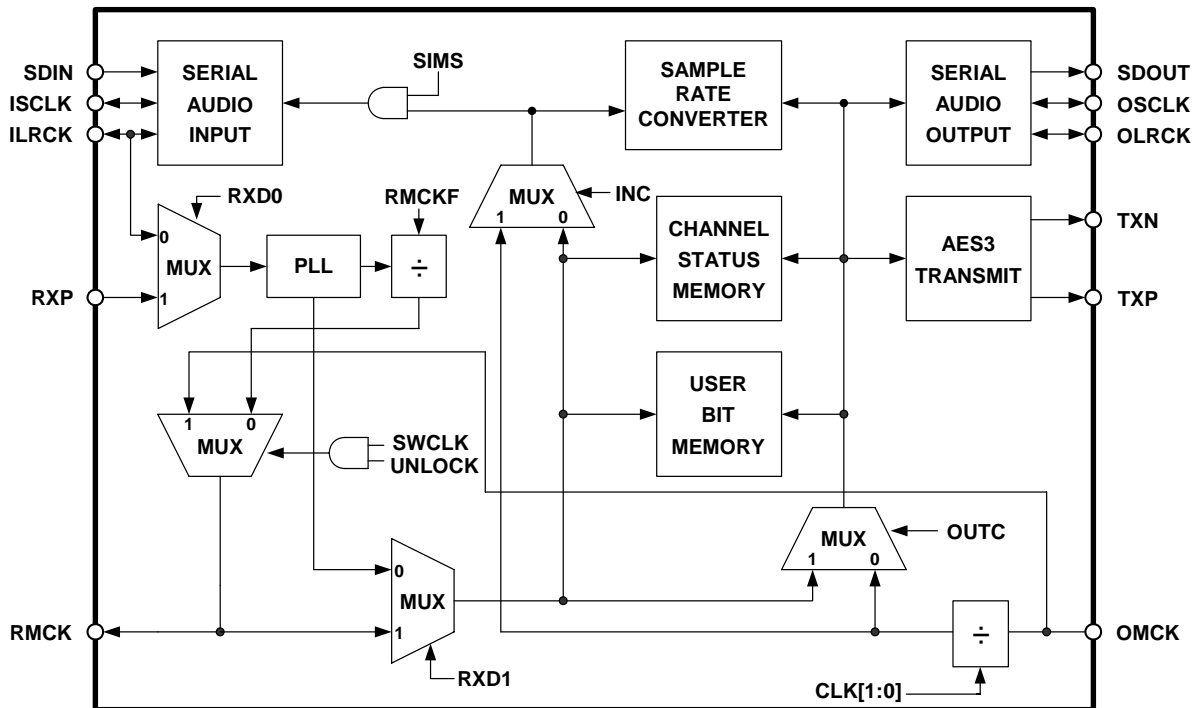 SIMS
SDIN
ISCLK
ILRCK
SERIAL
AUDIO
INPUT
SAMPLE
RATE
CONVERTER
SERIAL
AUDIO
OUTPUT
SDOUT
OSCLK
OLRCK
RXD0
RMCKF
MUX
1
0
INC
CHANNEL
STATUS
MEMORY
AES3
TRANSMIT
TXN
TXP
RXP
0
MUX
1
PLL
÷
1
0
MUX
SWCLK
UNLOCK
USER
BIT
MEMORY
MUX
1
0
OUTC
0
MUX
1
RXD1
RMCK
÷
OMCK
CLK[1:0]